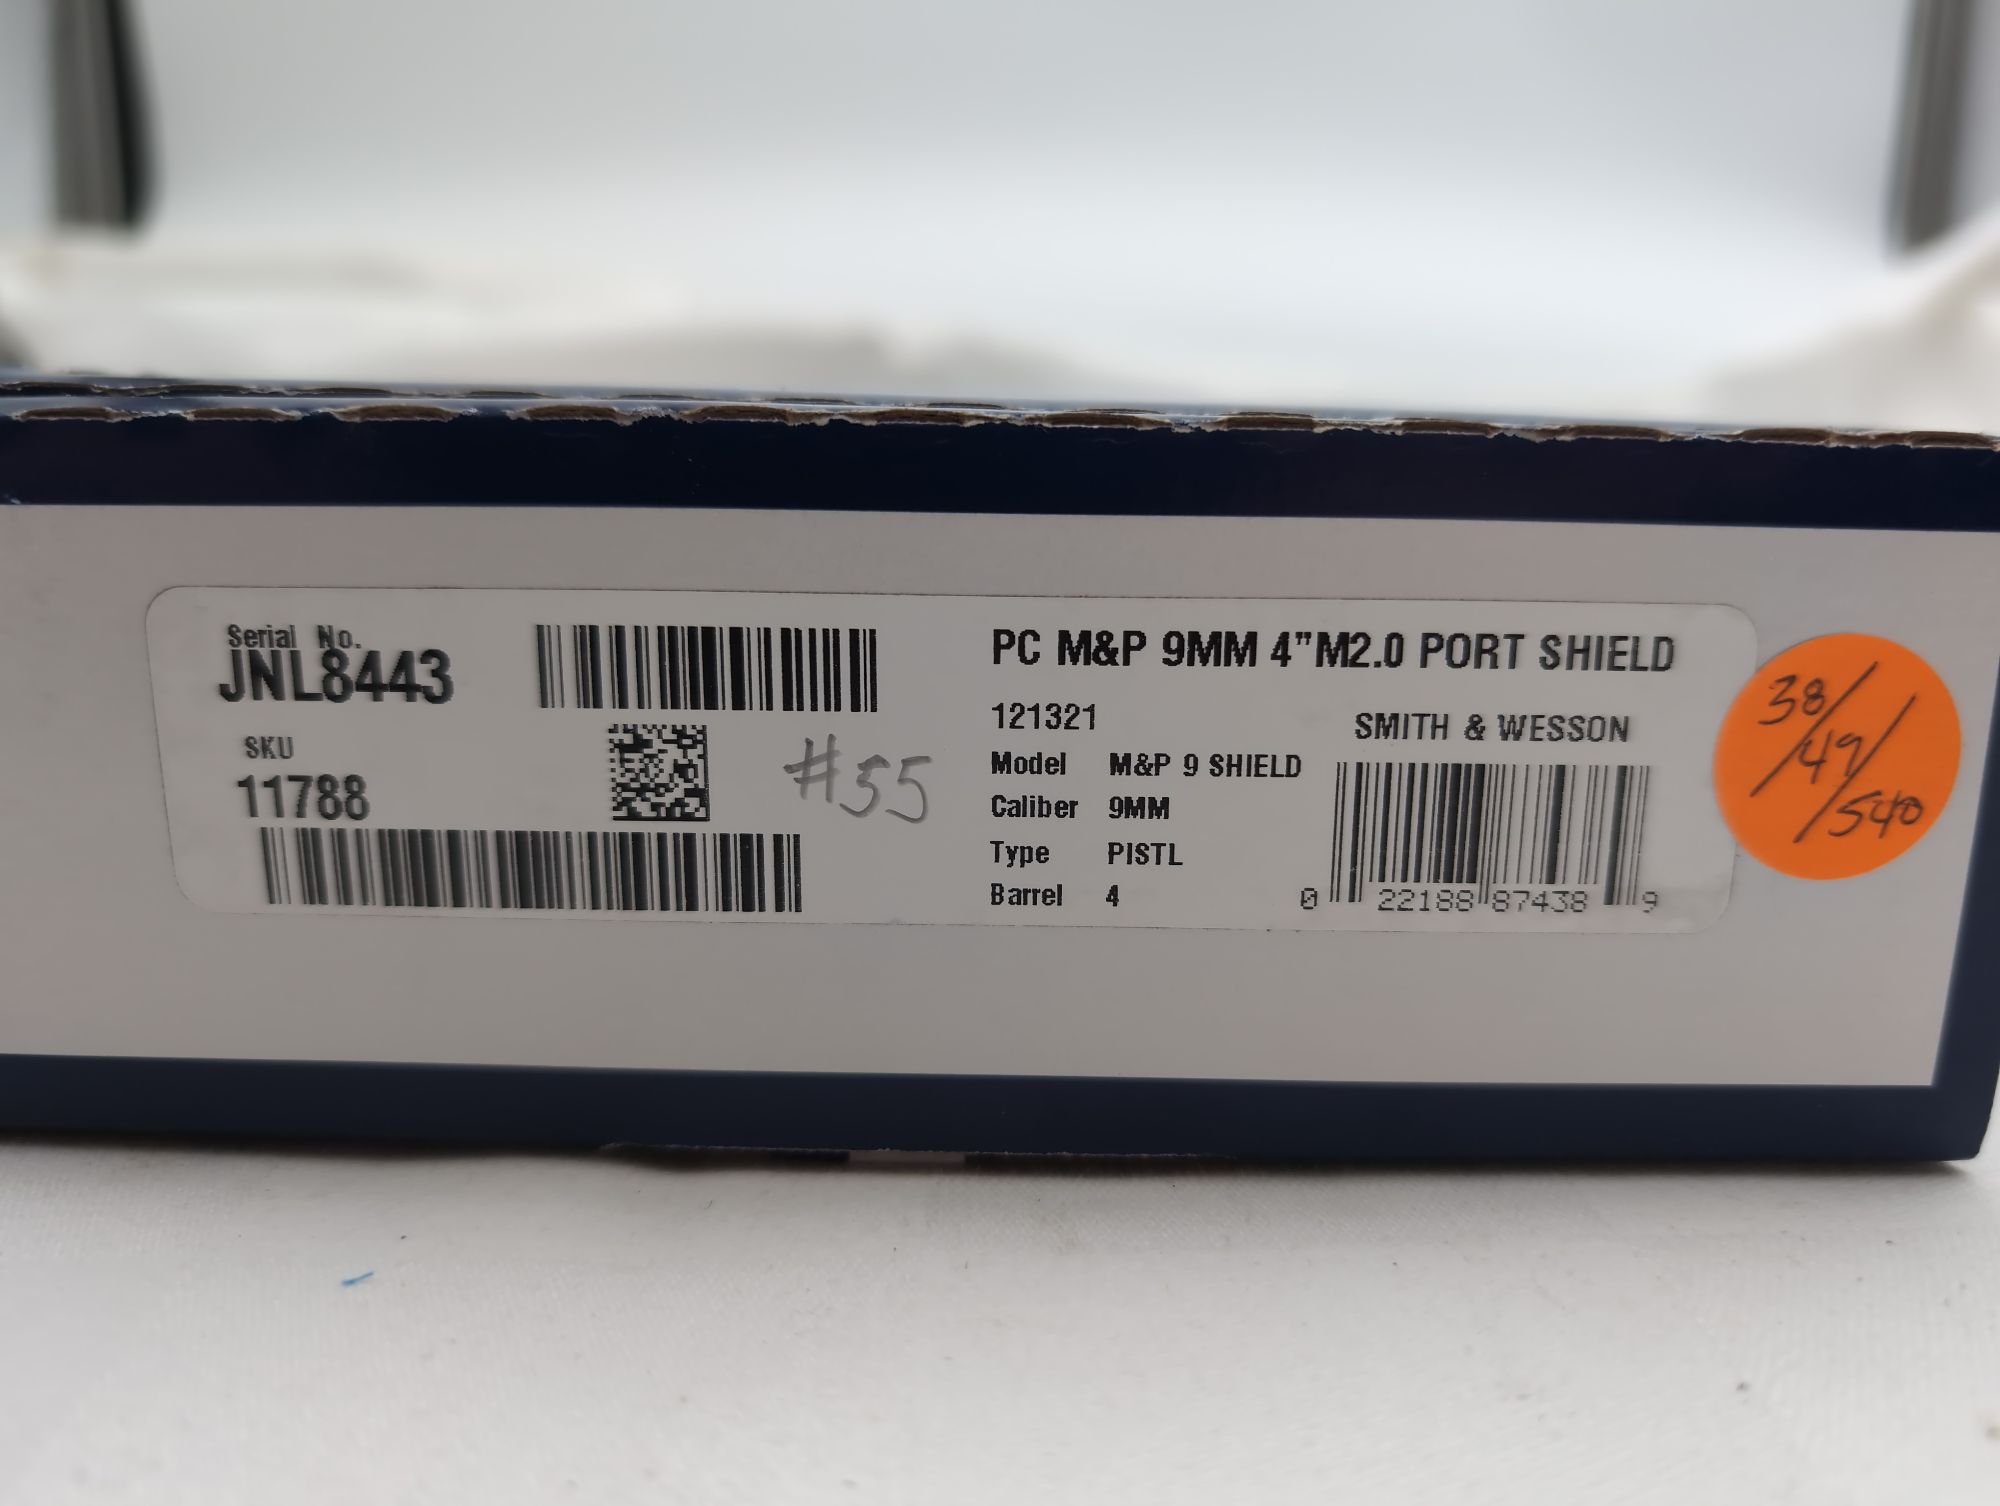 Serial No.
JNL8443
SKU
11788
#55
PC M&P 9MM 4"M2.0 PORT SHIELD
121321
SMITH & WESSON
Model M&P 9 SHIELD
Caliber 9MM
Type PISTL
Barrel 4
0 22188 87438 9
38/
49/
540